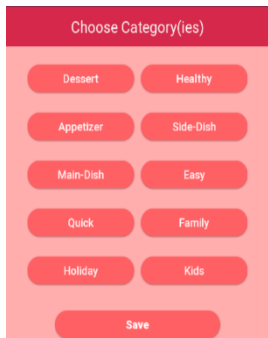 Choose Category(ies)
Dessert Healthy
Appetizer Side-Dish
Main-Dish Easy
Quick Family
Holiday Kids
Save